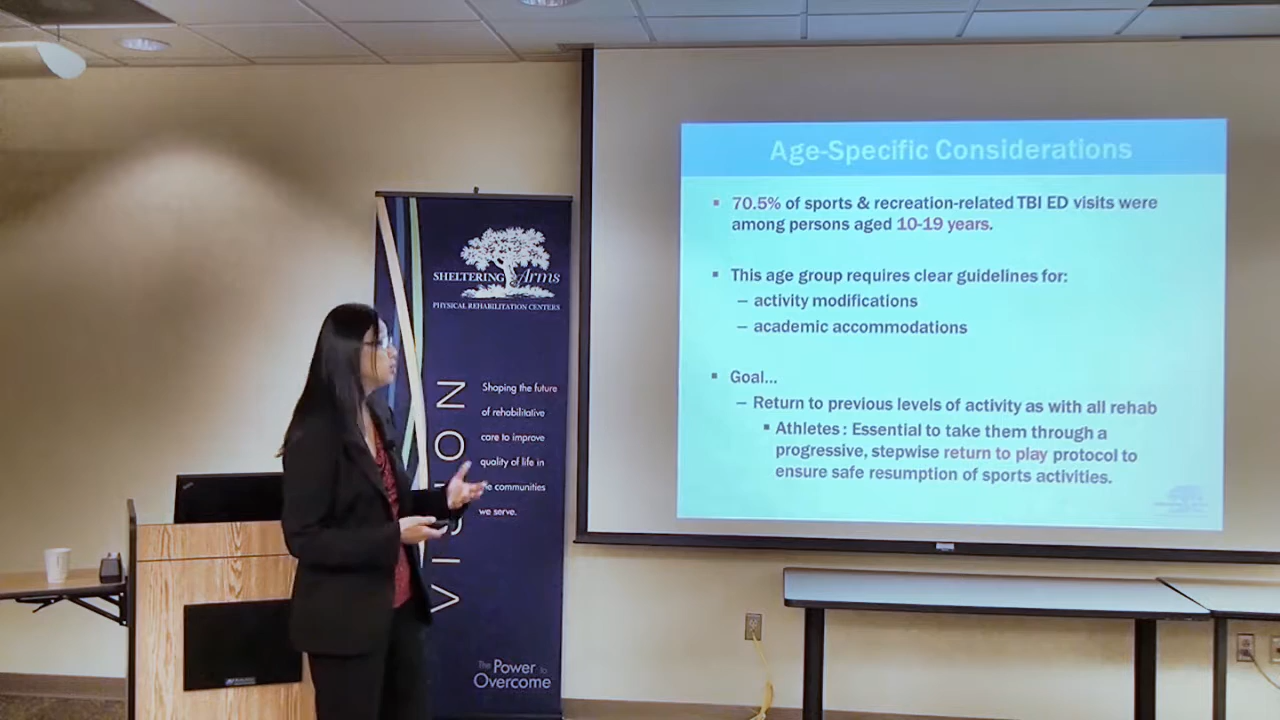 Age-Specific Considerations
▪ 70.5% of sports & recreation-related TBI ED visits were
among persons aged 10-19 years.
▪ This age group requires clear guidelines for:
– activity modifications
– academic accommodations
▪ Goal...
– Return to previous levels of activity as with all rehab
▪ Athletes : Essential to take them through a
progressive, stepwise return to play protocol to
ensure safe resumption of sports activities.
SHELTERING Arms
PHYSICAL REHABILITATION CENTERS
VISION
Shaping the future
of rehabilitative
care to improve
quality of life in
communities
we serve.
The Power to
Overcome